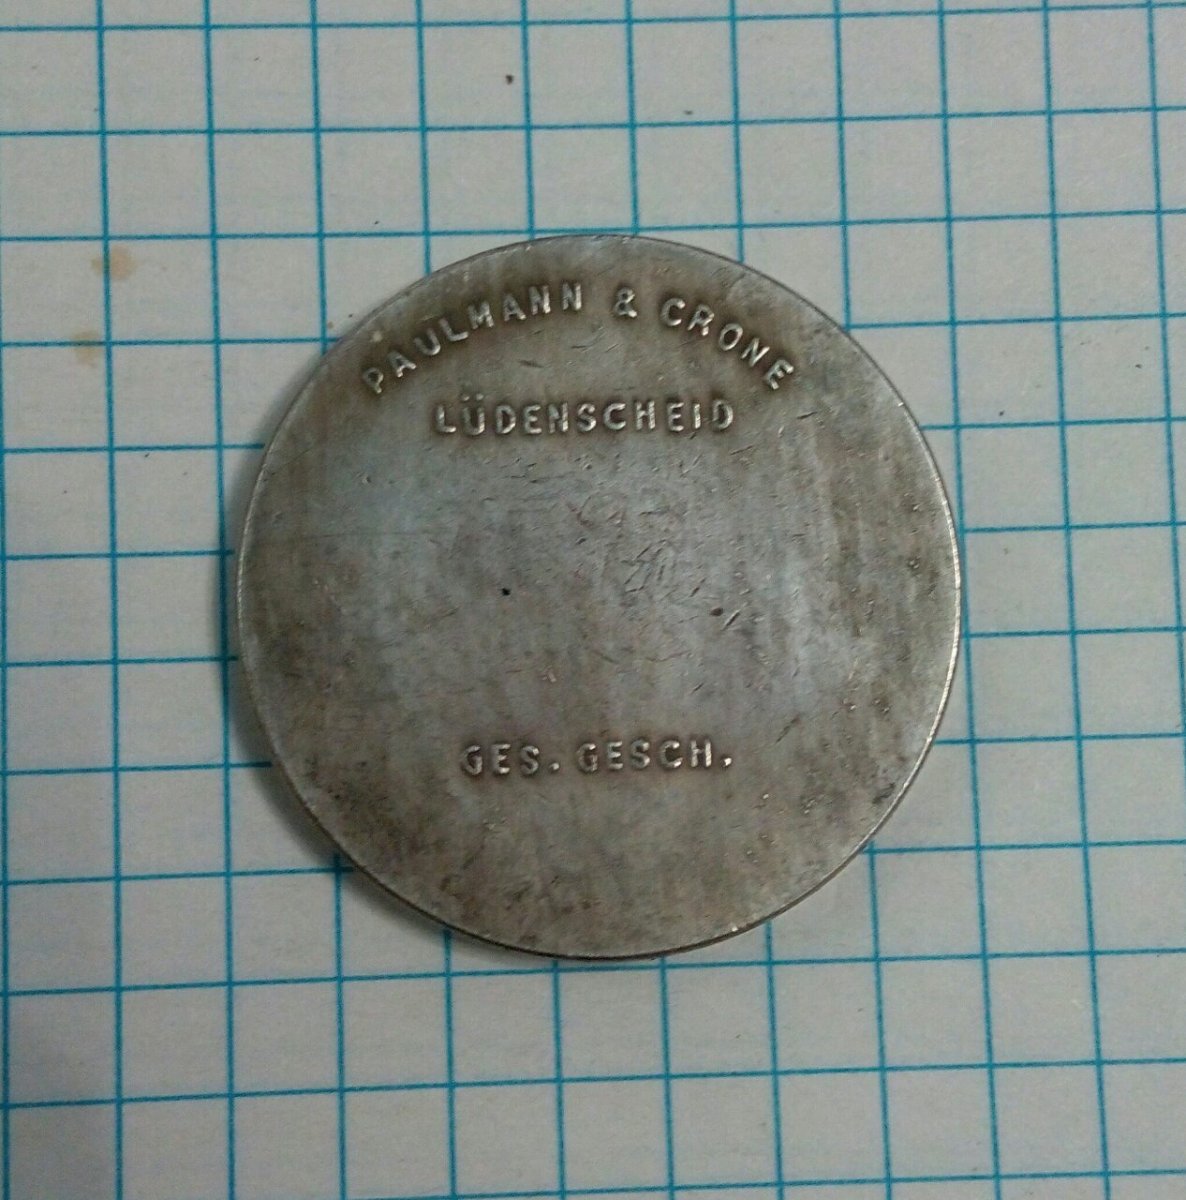 PAULMANN & CRONE
LÜDENSCHEID
GES. GESCH.